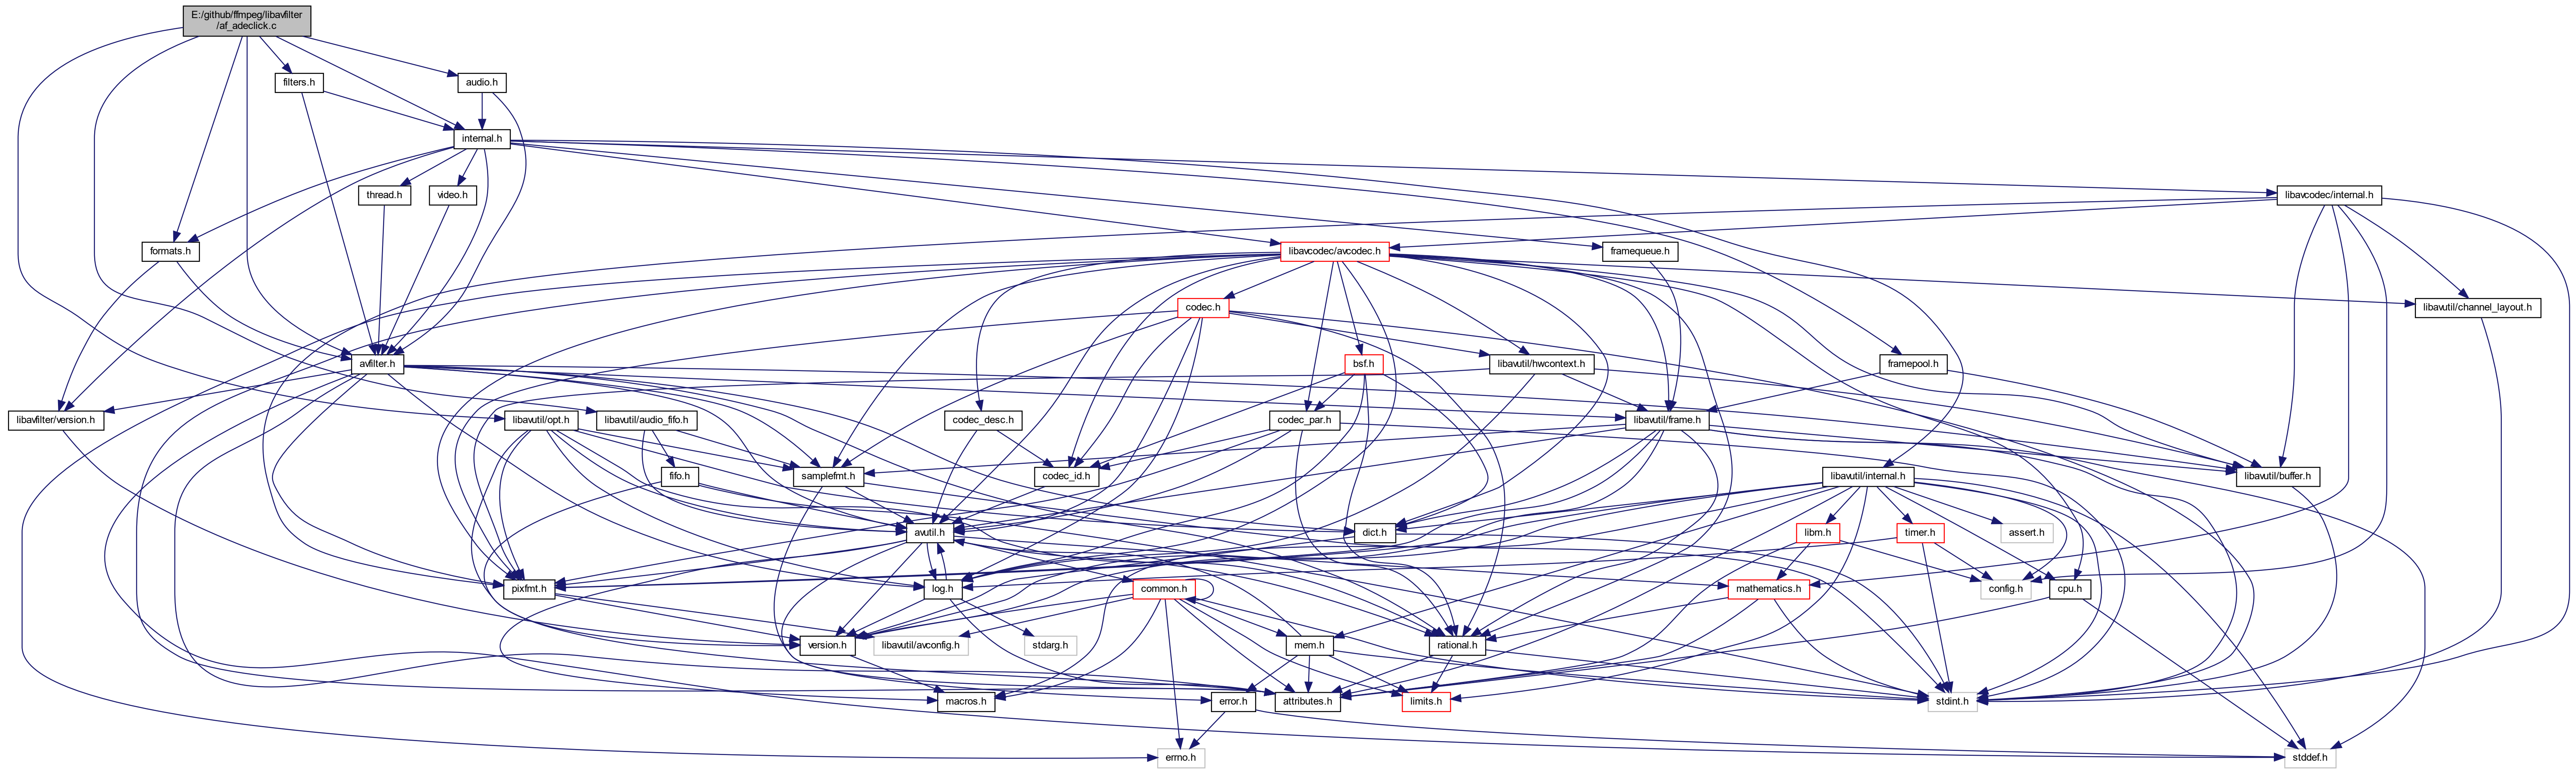 E:/github/ffmpeg/libavfilter
/af_adeclick.c
filters.h
audio.h
internal.h
thread.h
video.h
libavcodec/internal.h
formats.h
libavcodec/avcodec.h
framequeue.h
codec.h
libavutil/channel_layout.h
avfilter.h
bsf.h
libavutil/hwcontext.h
framepool.h
libavfilter/version.h
libavutil/opt.h
libavutil/audio_fifo.h
codec_desc.h
codec_par.h
libavutil/frame.h
fifo.h
samplefmt.h
codec_id.h
libavutil/internal.h
libavutil/buffer.h
avutil.h
dict.h
libm.h
timer.h
assert.h
pixfmt.h
log.h
common.h
mathematics.h
config.h
cpu.h
version.h
libavutil/avconfig.h
stdarg.h
mem.h
rational.h
macros.h
error.h
attributes.h
limits.h
stdint.h
errno.h
stddef.h